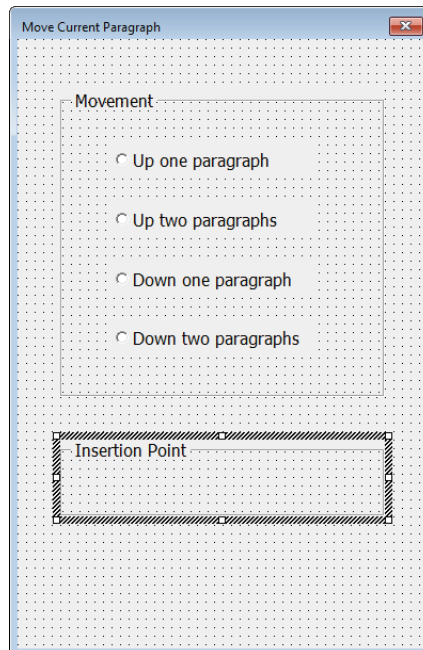 Move Current Paragraph
Movement
Up one paragraph
Up two paragraphs
Down one paragraph
Down two paragraphs
Insertion Point